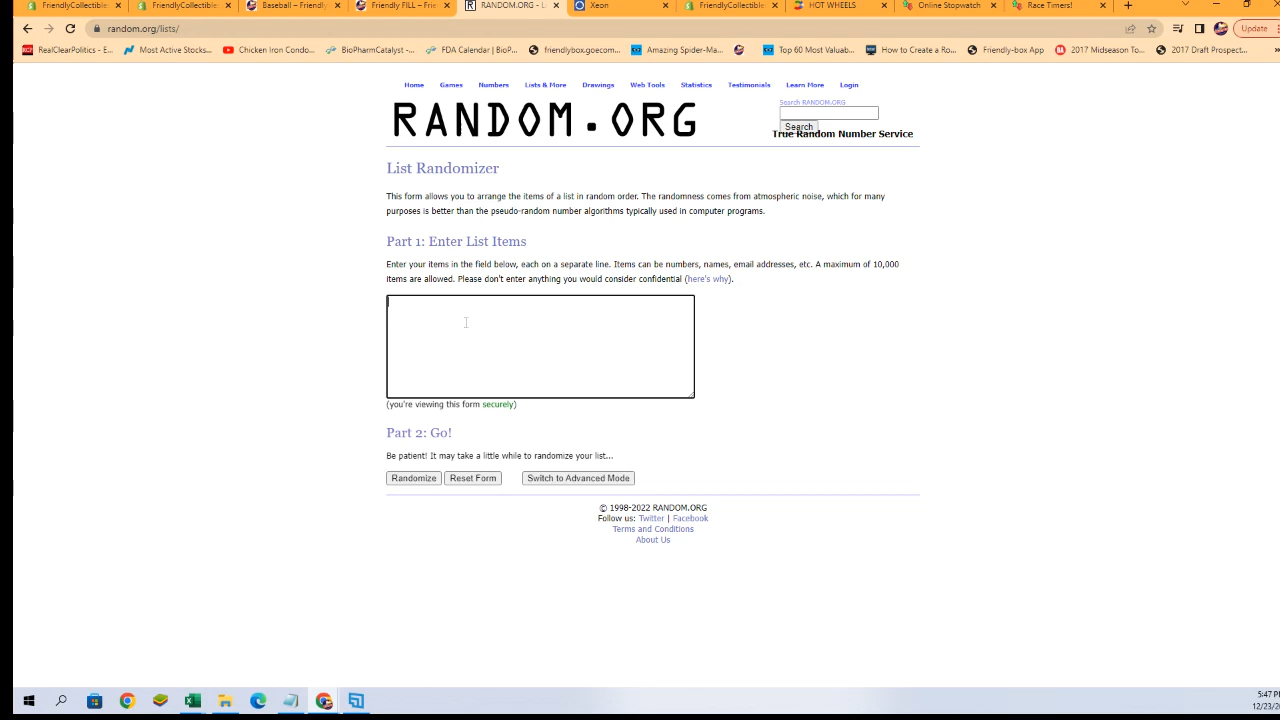 FriendlyCollectible
FriendlyCollectible
Baseball – Friendly
Friendly FILL – Frien
RANDOM.ORG - L
Xeon
FriendlyCollectible
HOT WHEELS
Online Stopwatch
Race Timers!
random.org/lists/
Update
RealClearPolitics - E...
Most Active Stocks...
Chicken Iron Condo...
BioPharmCatalyst -...
FDA Calendar | BioP...
friendlybox.goecom...
Amazing Spider-Ma...
Top 60 Most Valuab...
How to Create a Ro...
Friendly-box App
2017 Midseason To...
2017 Draft Prospect...
Home Games Numbers Lists & More Drawings Web Tools Statistics Testimonials Learn More Login
RANDOM.ORG
Search RANDOM.ORG
Search
True Random Number Service
List Randomizer
This form allows you to arrange the items of a list in random order. The randomness comes from atmospheric noise, which for many
purposes is better than the pseudo-random number algorithms typically used in computer programs.
Part 1: Enter List Items
Enter your items in the field below, each on a separate line. Items can be numbers, names, email addresses, etc. A maximum of 10,000
items are allowed. Please don't enter anything you would consider confidential (here's why).
(you're viewing this form securely)
Part 2: Go!
Be patient! It may take a little while to randomize your list...
Randomize Reset Form Switch to Advanced Mode
© 1998-2022 RANDOM.ORG
Follow us: Twitter | Facebook
Terms and Conditions
About Us
5:47 P
12/23/2